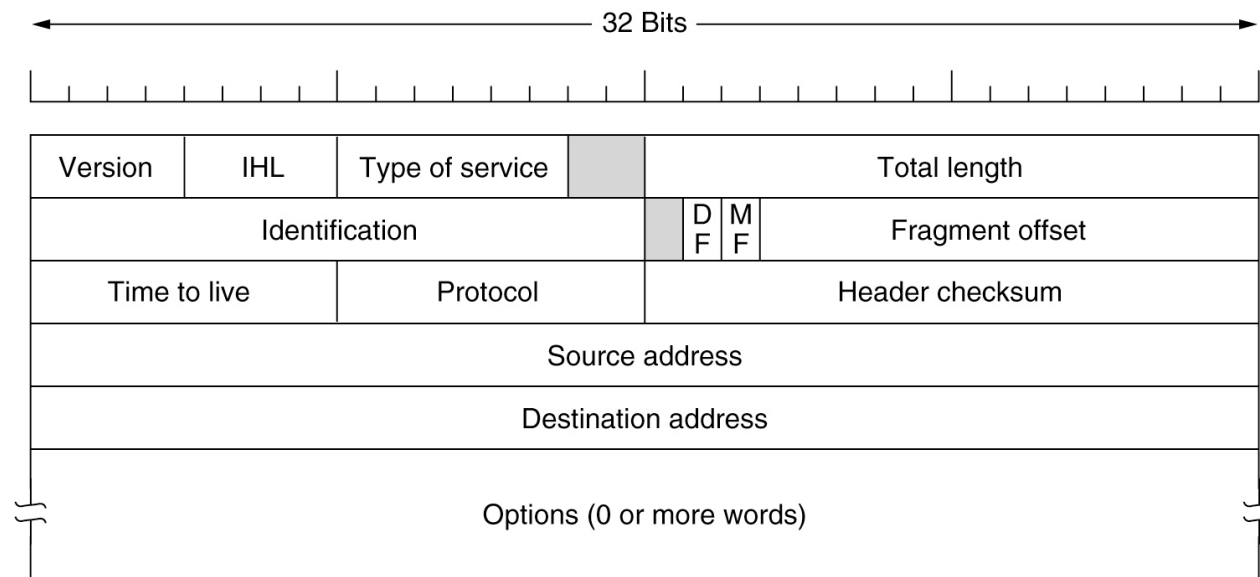 32 Bits
Version IHL Type of service Total length
Identification D F M F Fragment offset
Time to live Protocol Header checksum
Source address
Destination address
Options (0 or more words)